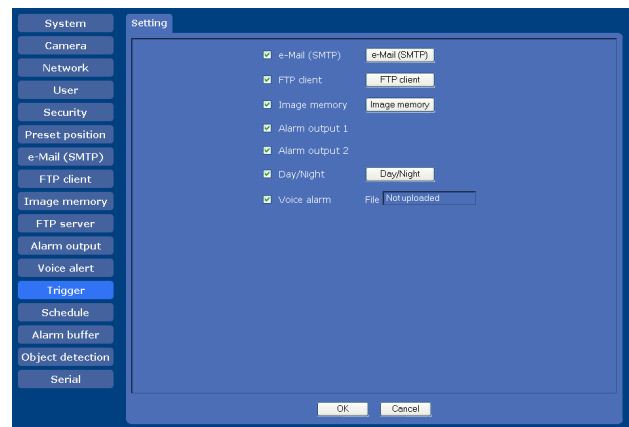 System
Camera
Network
User
Security
Preset position
e-Mail (SMTP)
FTP client
Image memory
FTP server
Alarm output
Voice alert
Trigger
Schedule
Alarm buffer
Object detection
Serial
Setting
e-Mail (SMTP) e-Mail (SMTP)
FTP client FTP client
Image memory Image memory
Alarm output 1
Alarm output 2
Day/Night Day/Night
Voice alarm File Not uploaded
OK Cancel